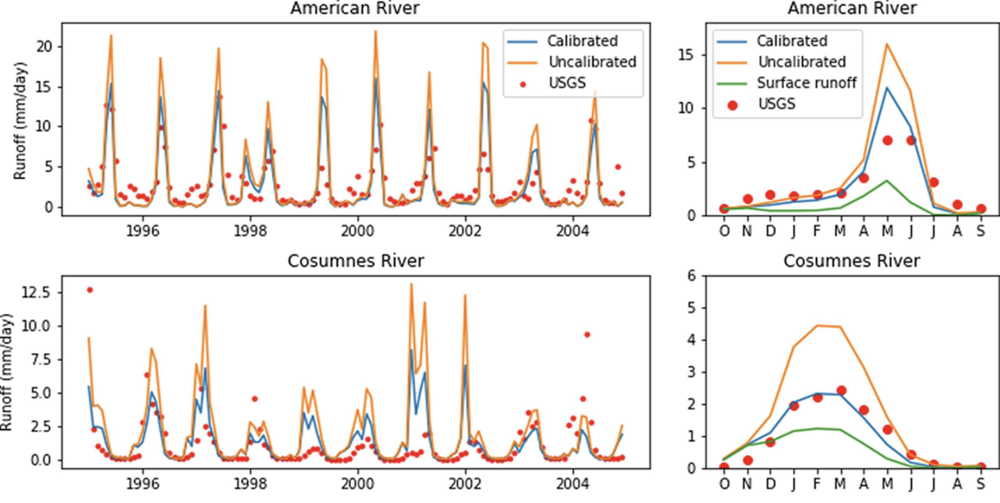 American River
Runoff (mm/day)
20
15
10
5
0
Calibrated
Uncalibrated
USGS
1996 1998 2000 2002 2004
American River
15
10
5
0
Calibrated
Uncalibrated
Surface runoff
USGS
O N D J F M A M J J A S
Cosumnes River
Runoff (mm/day)
12.5
10.0
7.5
5.0
2.5
0.0
1996 1998 2000 2002 2004
Cosumnes River
6
5
4
3
2
1
0
O N D J F M A M J J A S